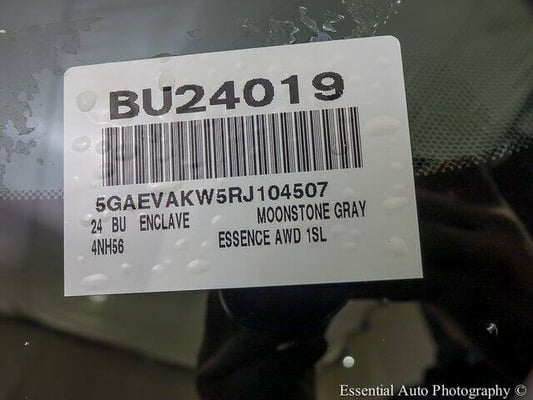 BU24019
5GAEVAKW5RJ104507
24 BU ENCLAVE MOONSTONE GRAY
4NH56 ESSENCE AWD 1SL
Essential Auto Photography ©